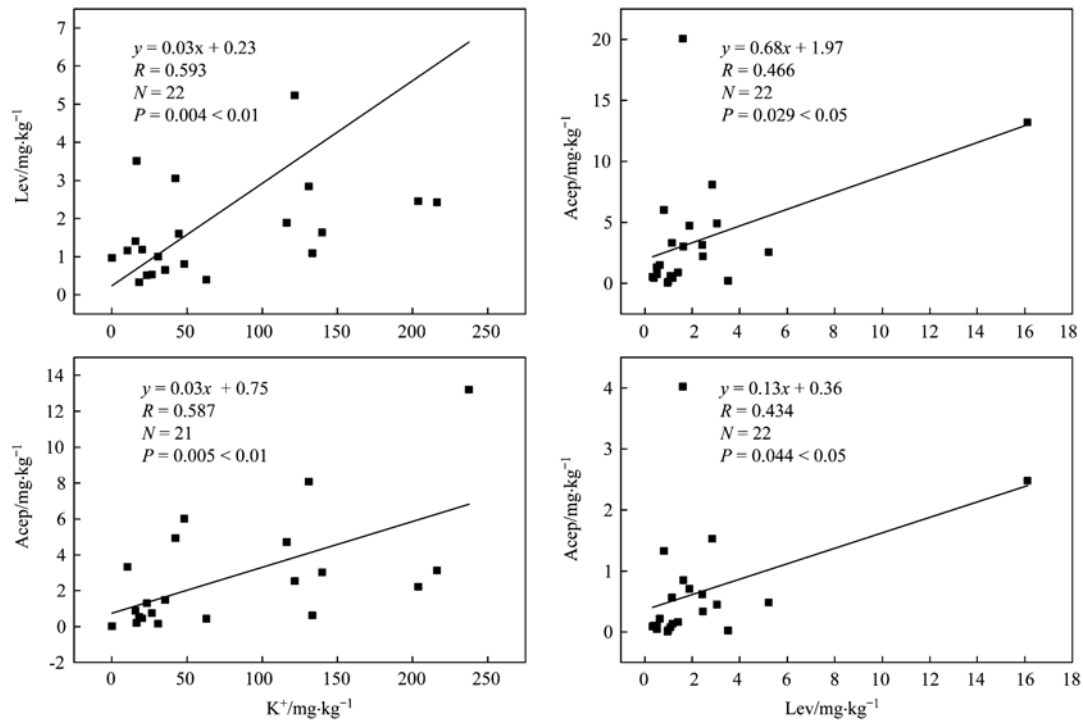 7
6
5
4
3
2
1
0
Lev/mg·kg⁻¹
y = 0.03x + 0.23
R = 0.593
N = 22
P = 0.004 < 0.01
0 50 100 150 200 250
20
15
10
5
0
Acep/mg·kg⁻¹
y = 0.68x + 1.97
R = 0.466
N = 22
P = 0.029 < 0.05
0 2 4 6 8 10 12 14 16 18
14
12
10
8
6
4
2
0
-2
Acep/mg·kg⁻¹
y = 0.03x + 0.75
R = 0.587
N = 21
P = 0.005 < 0.01
0 50 100 150 200 250
K⁺/mg·kg⁻¹
4
3
2
1
0
Acep/mg·kg⁻¹
y = 0.13x + 0.36
R = 0.434
N = 22
P = 0.044 < 0.05
0 2 4 6 8 10 12 14 16 18
Lev/mg·kg⁻¹